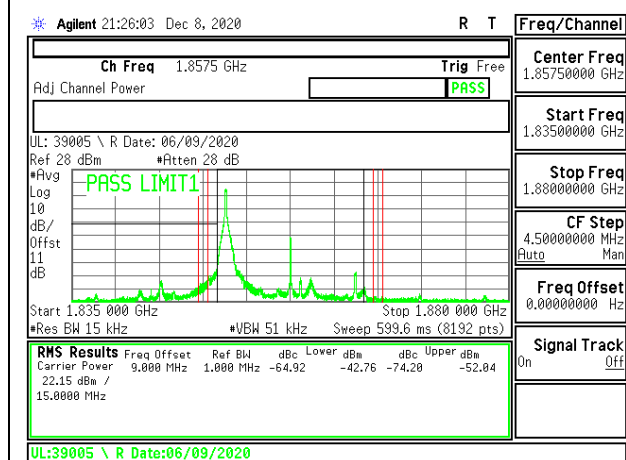 Agilent 21:26:03 Dec 8, 2020 R T
Freq/Channel
Ch Freq 1.8575 GHz Trig Free
Adj Channel Power PASS
UL: 39005 \ R Date: 06/09/2020
Ref 28 dBm #Atten 28 dB
#Avg
Log
10
dB/
Offst
11
dB
PASS LIMIT1
Start 1.835 000 GHz Stop 1.880 000 GHz
#Res BW 15 kHz #VBW 51 kHz Sweep 599.6 ms (8192 pts)
RMS Results Freq Offset Ref BW dBc Lower dBm dBc Upper dBm
Carrier Power 9.000 MHz 1.000 MHz -64.92 -42.76 -74.20 -52.04
22.15 dBm /
15.0000 MHz
UL:39005 \ R Date:06/09/2020
Center Freq
1.85750000 GHz
Start Freq
1.83500000 GHz
Stop Freq
1.88000000 GHz
CF Step
4.50000000 MHz
Auto Man
Freq Offset
0.00000000 Hz
Signal Track
On Off